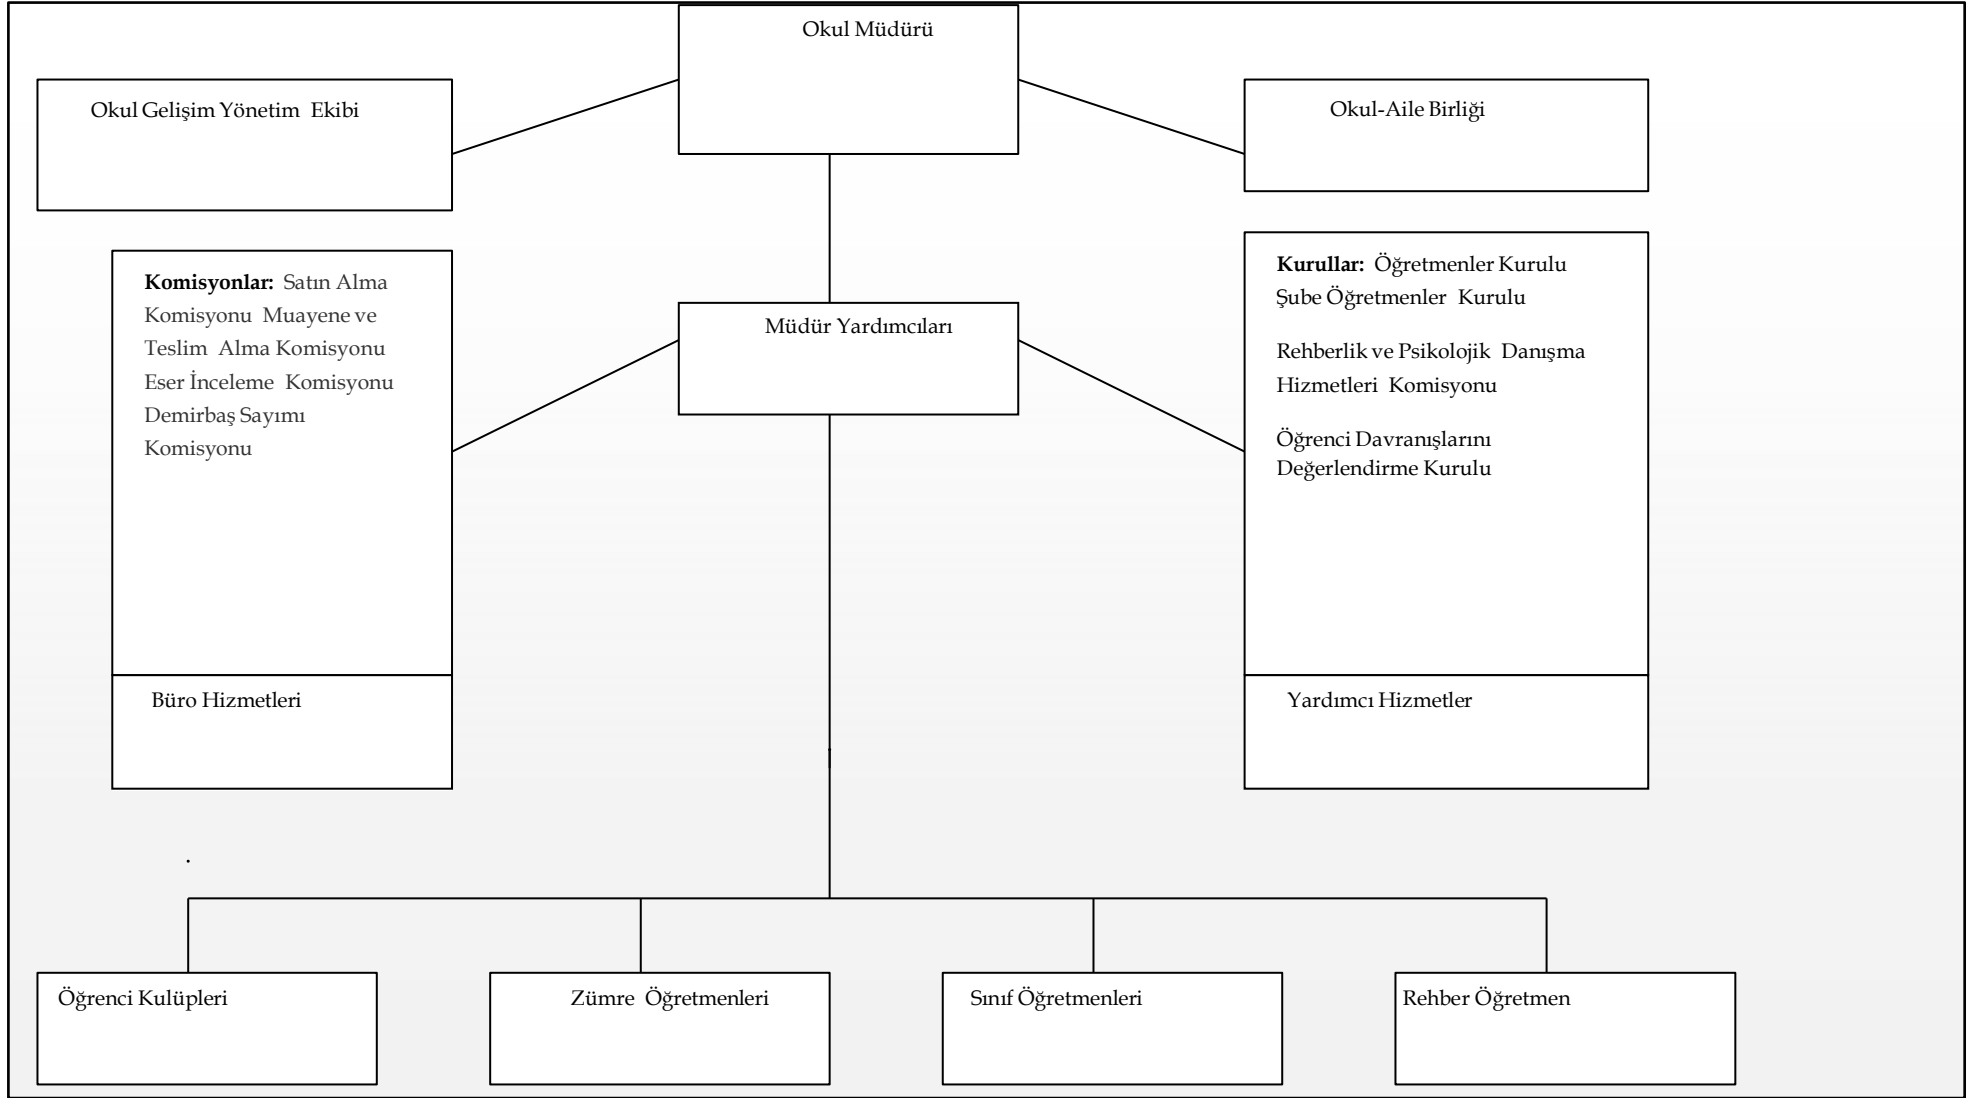 Okul Müdürü
Okul Gelişim Yönetim Ekibi
Okul-Aile Birliği
Komisyonlar: Satın Alma
Komisyonu Muayene ve
Teslim Alma Komisyonu
Eser İnceleme Komisyonu
Demirbaş Sayımı
Komisyonu
Müdür Yardımcıları
Kurullar: Öğretmenler Kurulu
Şube Öğretmenler Kurulu
Rehberlik ve Psikolojik Danışma
Hizmetleri Komisyonu
Öğrenci Davranışlarını
Değerlendirme Kurulu
Büro Hizmetleri
Yardımcı Hizmetler
.
Öğrenci Kulüpleri
Zümre Öğretmenleri
Sınıf Öğretmenleri
Rehber Öğretmen